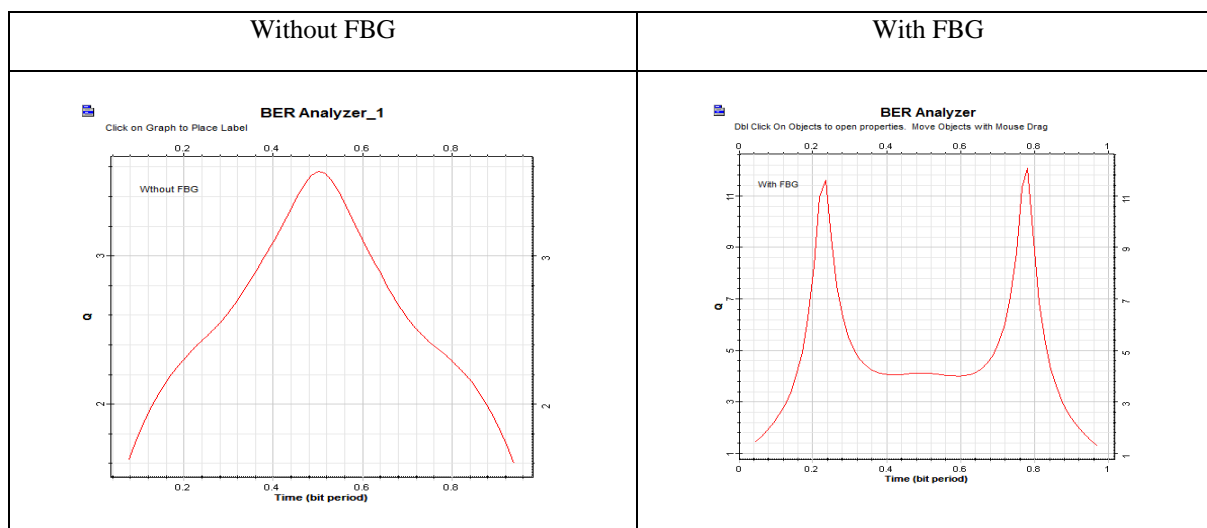 Without FBG
With FBG
BER Analyzer_1
Click on Graph to Place Label
0.2 0.4 0.6 0.8
Wthout FBG
3 3
Q
2 2
0.2 0.4 0.6 0.8
Time (bit period)
BER Analyzer
Dbl Click On Objects to open properties. Move Objects with Mouse Drag
0 0.2 0.4 0.6 0.8 1
With FBG
11 11
9 9
Q
7 7
5 5
3 3
1 1
0 0.2 0.4 0.6 0.8 1
Time (bit period)